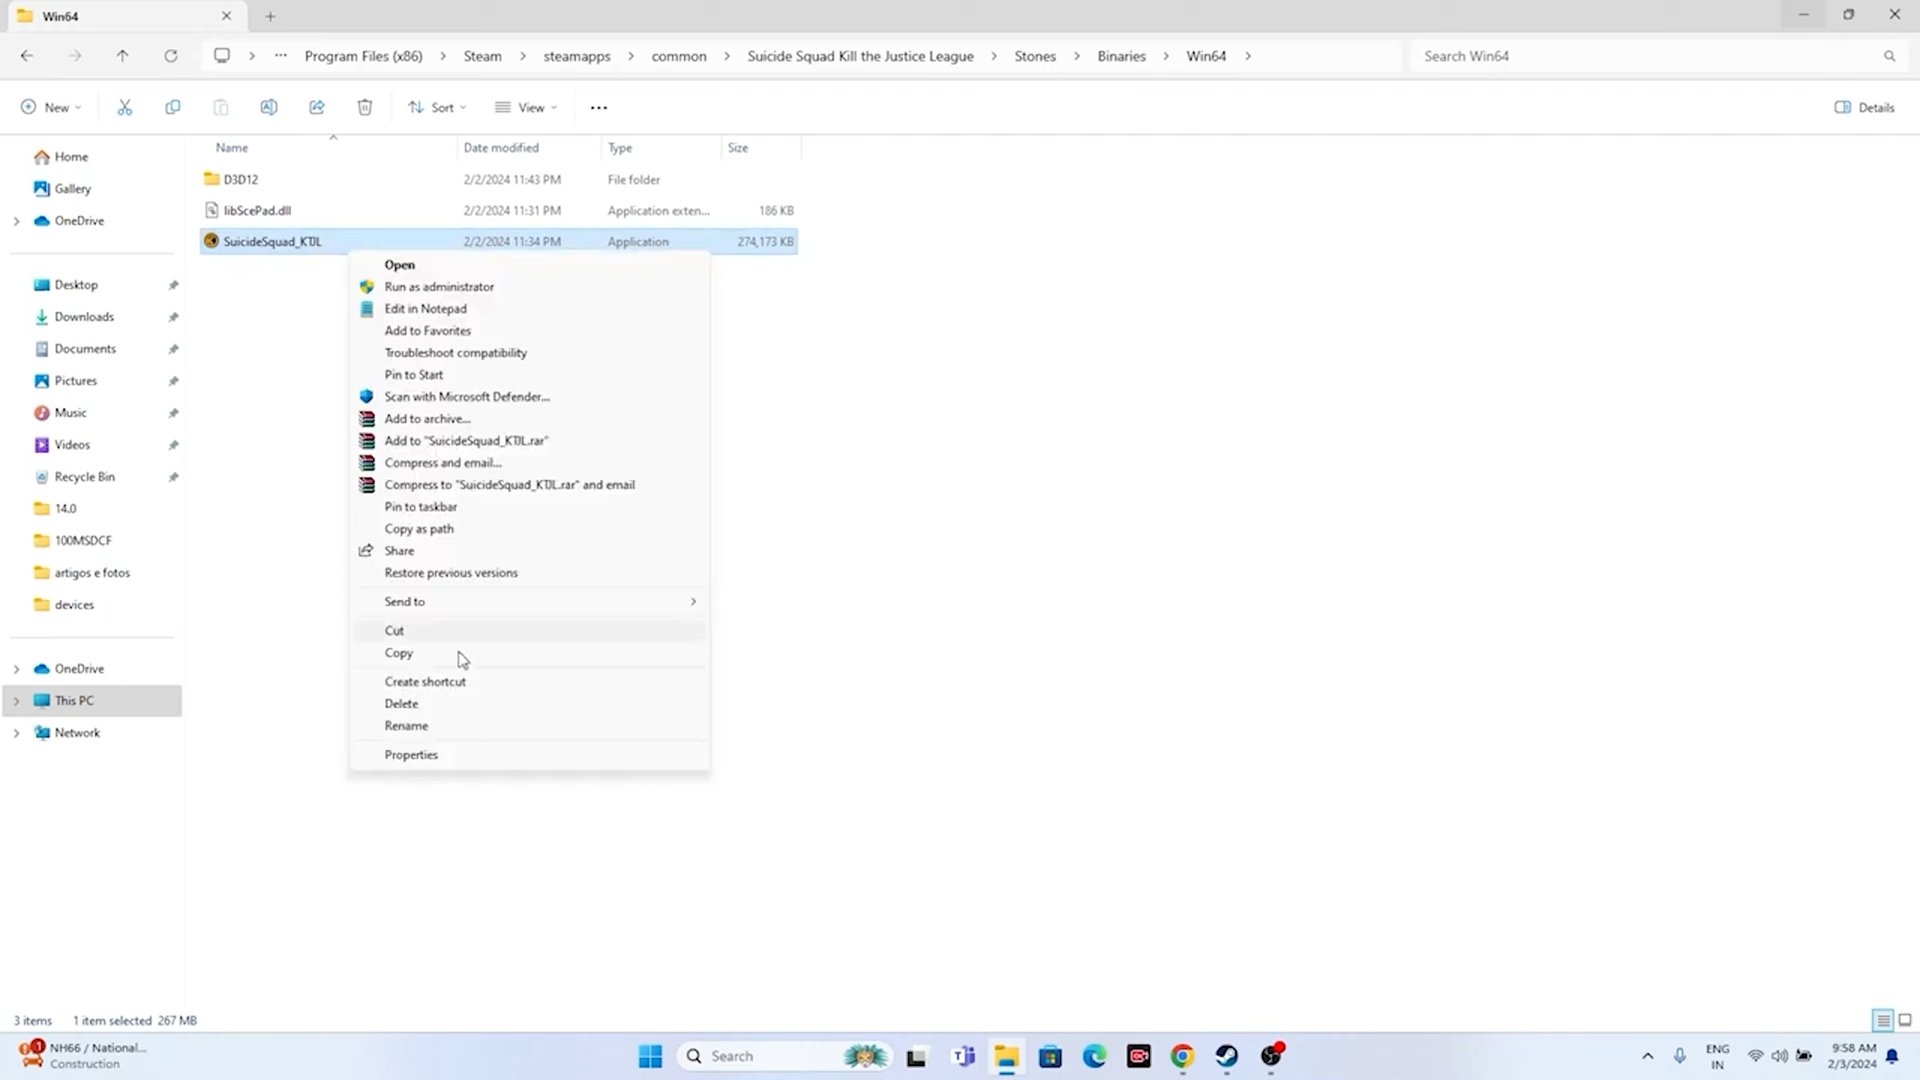 Win64
Program Files (x86) > Steam > steamapps > common > Suicide Squad Kill the Justice League > Stones > Binaries > Win64 >
Search Win64
New
Sort
View
Details
Name
Date modified
Type
Size
D3D12
2/2/2024 11:43 PM
File folder
libScePad.dll
2/2/2024 11:31 PM
Application exten...
186 KB
SuicideSquad_KTJL
2/2/2024 11:34 PM
Application
274,173 KB
Home
Gallery
OneDrive
Desktop
Downloads
Documents
Pictures
Music
Videos
Recycle Bin
14.0
100MSDCF
artigos e fotos
devices
OneDrive
This PC
Network
Open
Run as administrator
Edit in Notepad
Add to Favorites
Troubleshoot compatibility
Pin to Start
Scan with Microsoft Defender...
Add to archive...
Add to "SuicideSquad_KTJL.rar"
Compress and email...
Compress to "SuicideSquad_KTJL.rar" and email
Pin to taskbar
Copy as path
Share
Restore previous versions
Send to
Cut
Copy
Create shortcut
Delete
Rename
Properties
3 items
1 item selected 267 MB
1
NH66 / National...
Construction
Search
ENG
IN
9:58 AM
2/3/2024